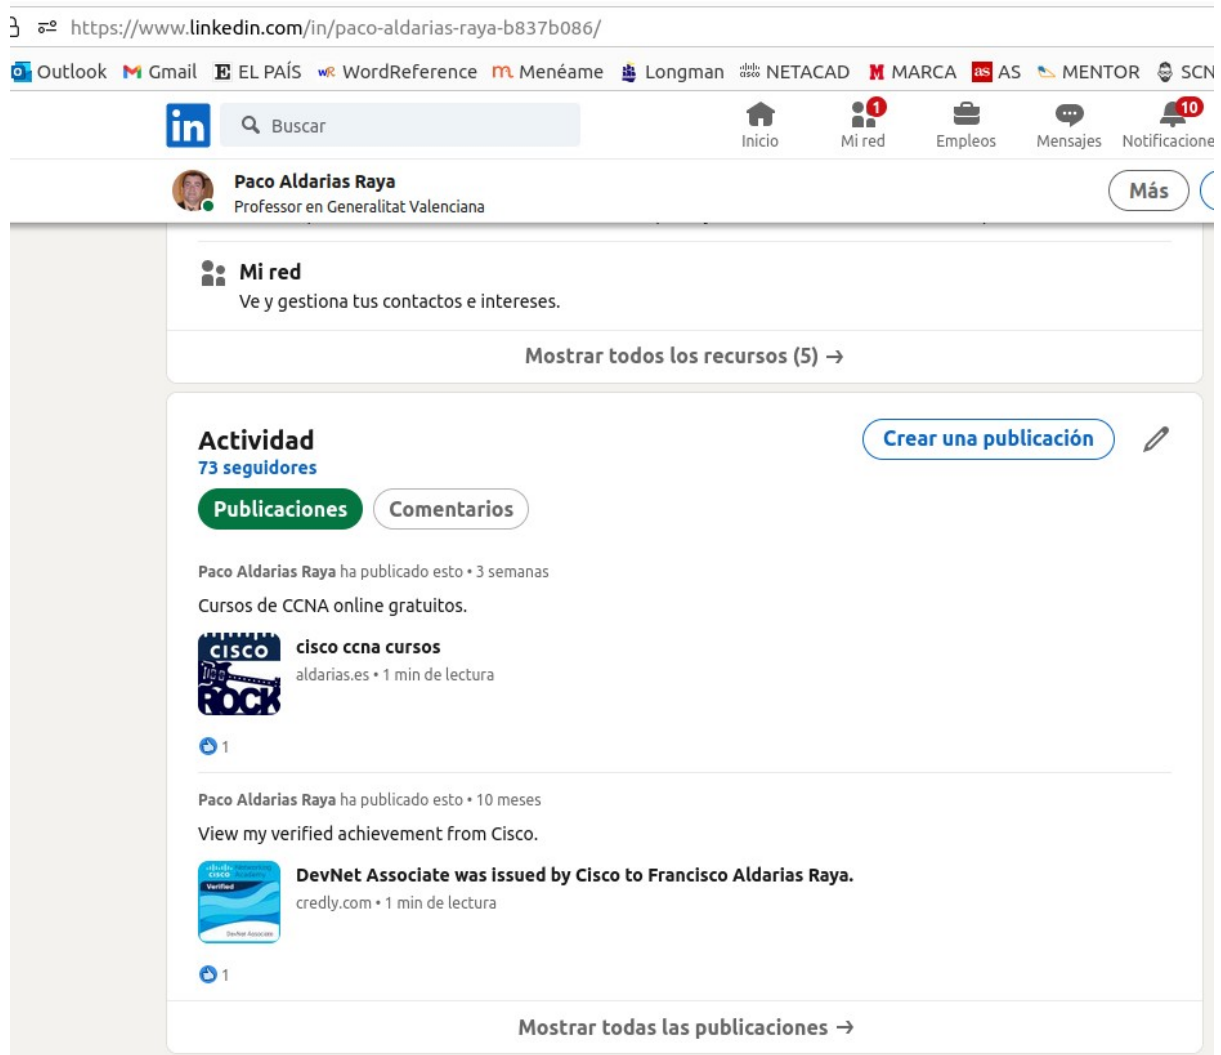 https://www.linkedin.com/in/paco-aldarias-raya-b837b086/
Outlook Gmail EL PAÍS WordReference Menéame Longman NETACAD MARCA AS MENTOR SCN
in Buscar
1
10
Inicio Mi red Empleos Mensajes Notificacione
Paco Aldarias Raya
Professor en Generalitat Valenciana
Más
Mi red
Ve y gestiona tus contactos e intereses.
Mostrar todos los recursos (5) →
Actividad
73 seguidores
Crear una publicación
Publicaciones Comentarios
Paco Aldarias Raya ha publicado esto • 3 semanas
Cursos de CCNA online gratuitos.
CISCO
ROCK
cisco ccna cursos
aldarias.es • 1 min de lectura
1
Paco Aldarias Raya ha publicado esto • 10 meses
View my verified achievement from Cisco.
CISCO Networking Academy
Verified
DevNet Associate
DevNet Associate was issued by Cisco to Francisco Aldarias Raya.
credly.com • 1 min de lectura
1
Mostrar todas las publicaciones →